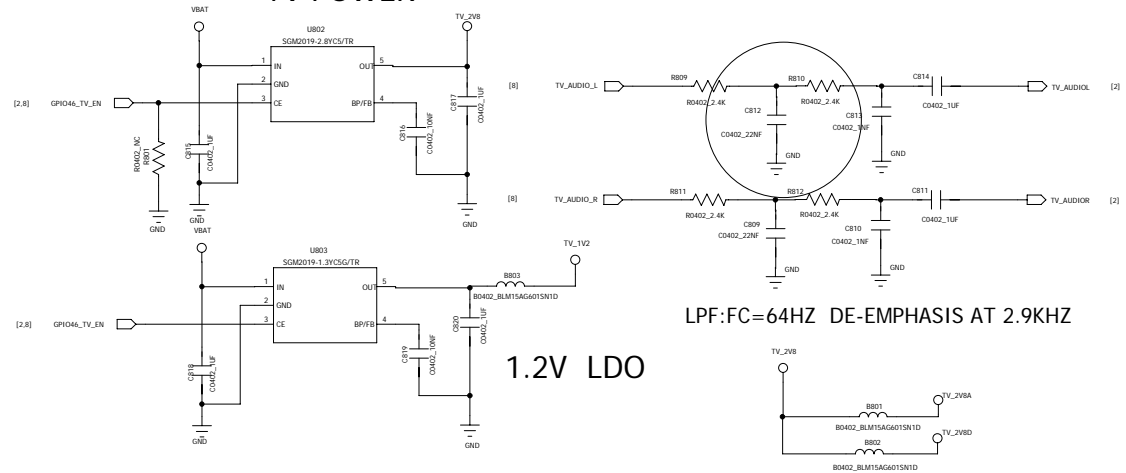 VBAT
U802
SGM2019-2.8YC5/TR
TV_2V8
1 IN
OUT 5
2 GND
[2,8] GPIO46_TV_EN
3 CE
BP/FB 4
C817
C0402_1UF
C816
C0402_10NF
C815
C0402_1UF
R0402_NC
R801
GND
GND
GND
VBAT
U803
SGM2019-1.3YC5G/TR
TV_1V2
1 IN
OUT 5
B803
B0402_BLM15AG601SN1D
2 GND
[2,8] GPIO46_TV_EN
3 CE
BP/FB 4
C820
C0402_1UF
C819
C0402_10NF
C818
C0402_1UF
GND
GND
1.2V LDO
[8] TV_AUDIO_L
R809
R0402_2.4K
R810
R0402_2.4K
C814
C0402_1UF
TV_AUDIOL [2]
C812
C0402_22NF
C813
C0402_1NF
GND
GND
[8] TV_AUDIO_R
R811
R0402_2.4K
R812
R0402_2.4K
C811
C0402_1UF
TV_AUDIOR [2]
C809
C0402_22NF
C810
C0402_1NF
GND
GND
LPF:FC=64HZ DE-EMPHASIS AT 2.9KHZ
TV_2V8
B801
B0402_BLM15AG601SN1D
TV_2V8A
B802
B0402_BLM15AG601SN1D
TV_2V8D